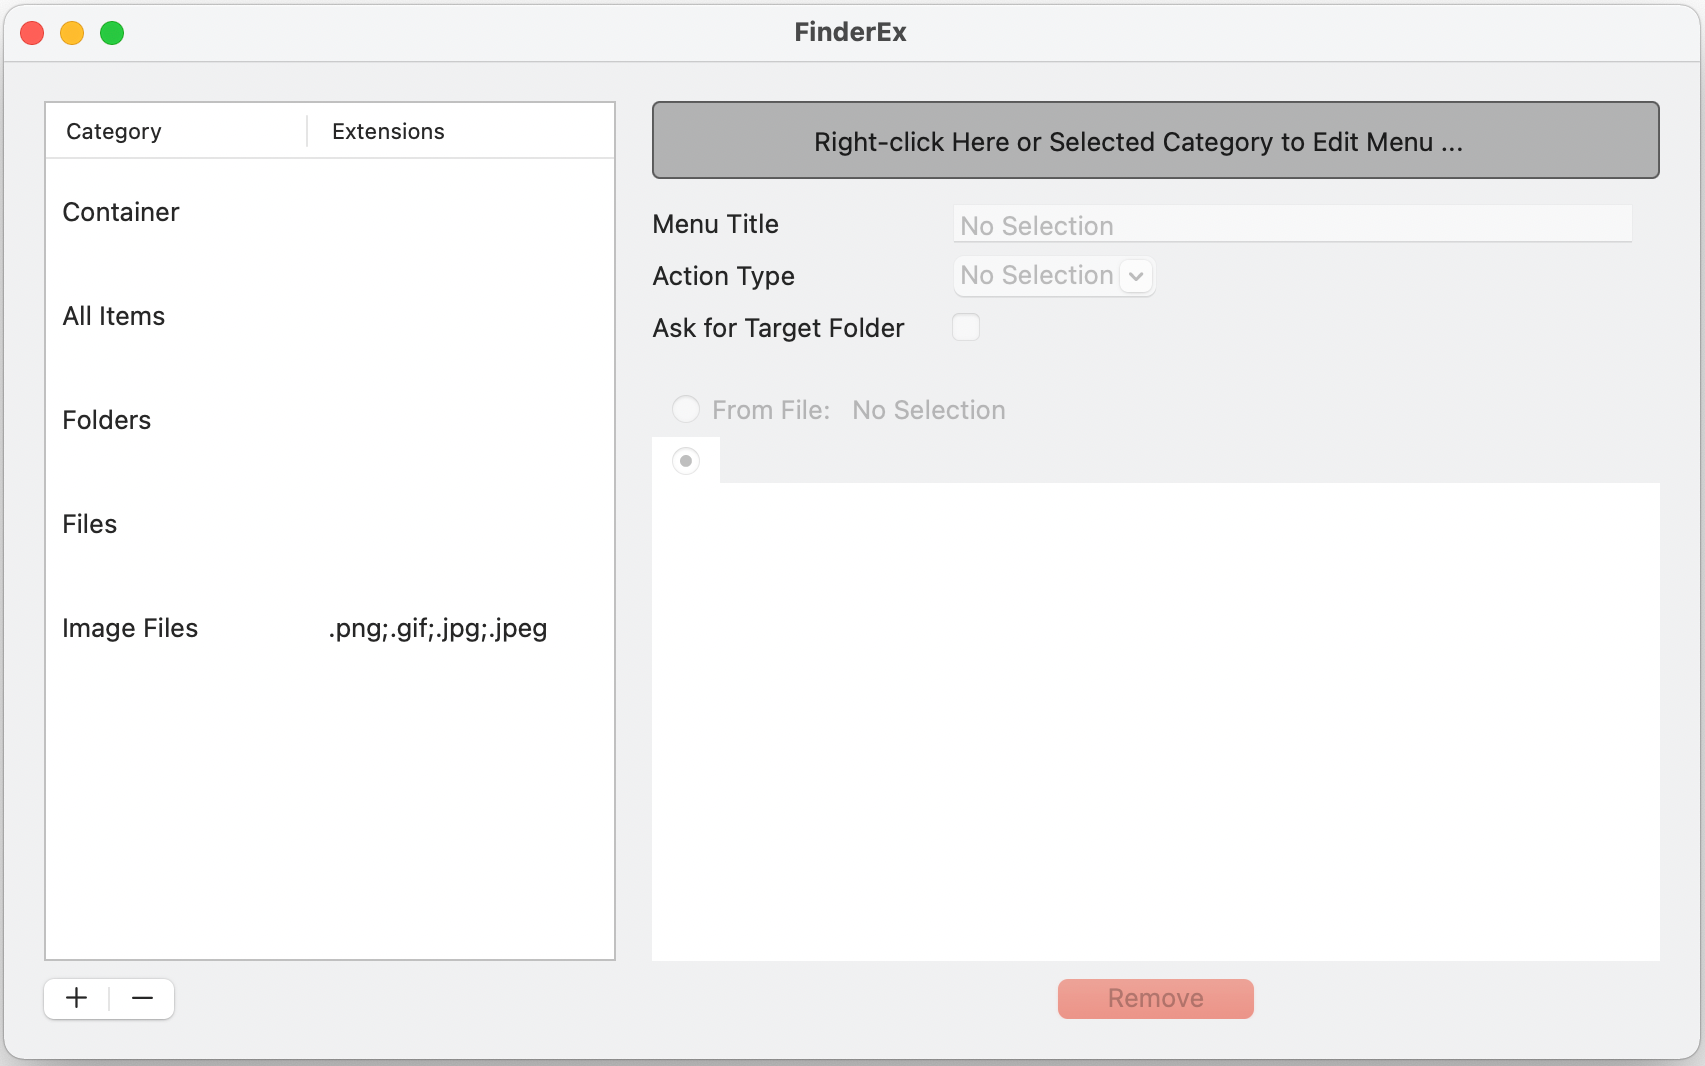 FinderEx
Category Extensions
Container
All Items
Folders
Files
Image Files .png;.gif;.jpg;.jpeg
Right-click Here or Selected Category to Edit Menu ...
Menu Title No Selection
Action Type No Selection
Ask for Target Folder
From File: No Selection
Remove